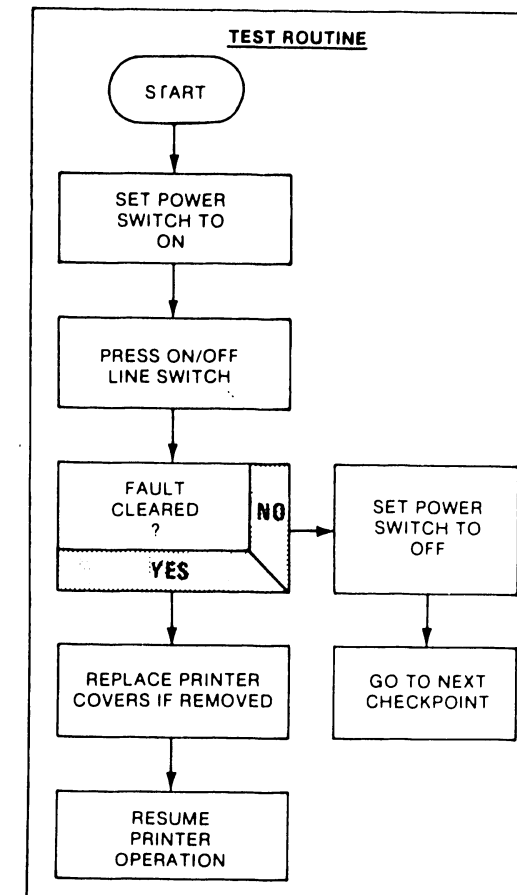 TEST ROUTINE
START
SET POWER
SWITCH TO
ON
PRESS ON/OFF
LINE SWITCH
FAULT
CLEARED
?
NO
YES
SET POWER
SWITCH TO
OFF
REPLACE PRINTER
COVERS IF REMOVED
GO TO NEXT
CHECKPOINT
RESUME
PRINTER
OPERATION